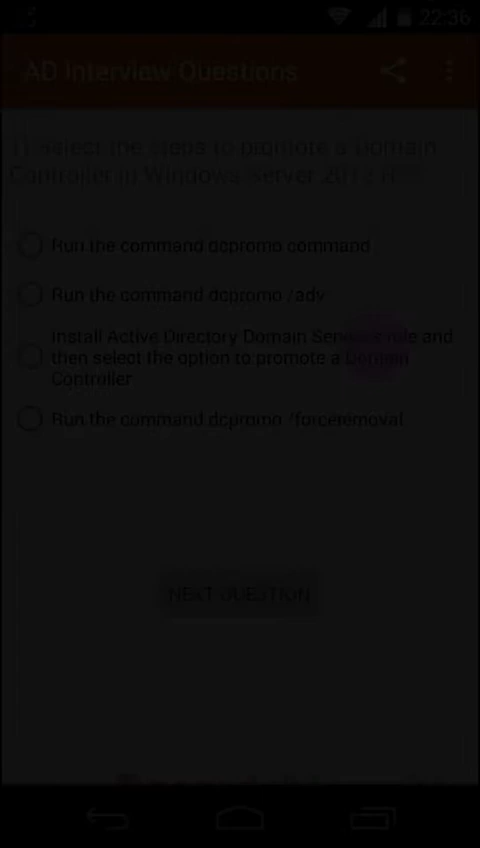 22:36
AD Interview Questions
1) Select the steps to promote a Domain
Controller in Windows Server 2012 R2?
Run the command dcpromo command
Run the command dcpromo /adv
Install Active Directory Domain Services role and
then select the option to promote a Domain
Controller
Run the command dcpromo /forceremoval
NEXT QUESTION